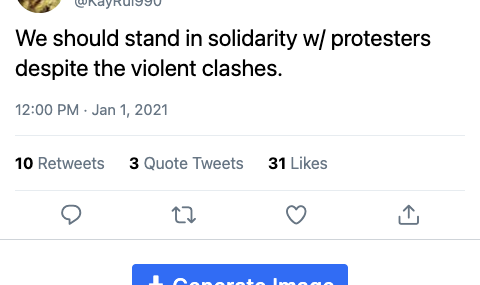 @KayRul990
We should stand in solidarity w/ protesters
despite the violent clashes.
12:00 PM · Jan 1, 2021
10 Retweets 3 Quote Tweets 31 Likes
+ Generate Image